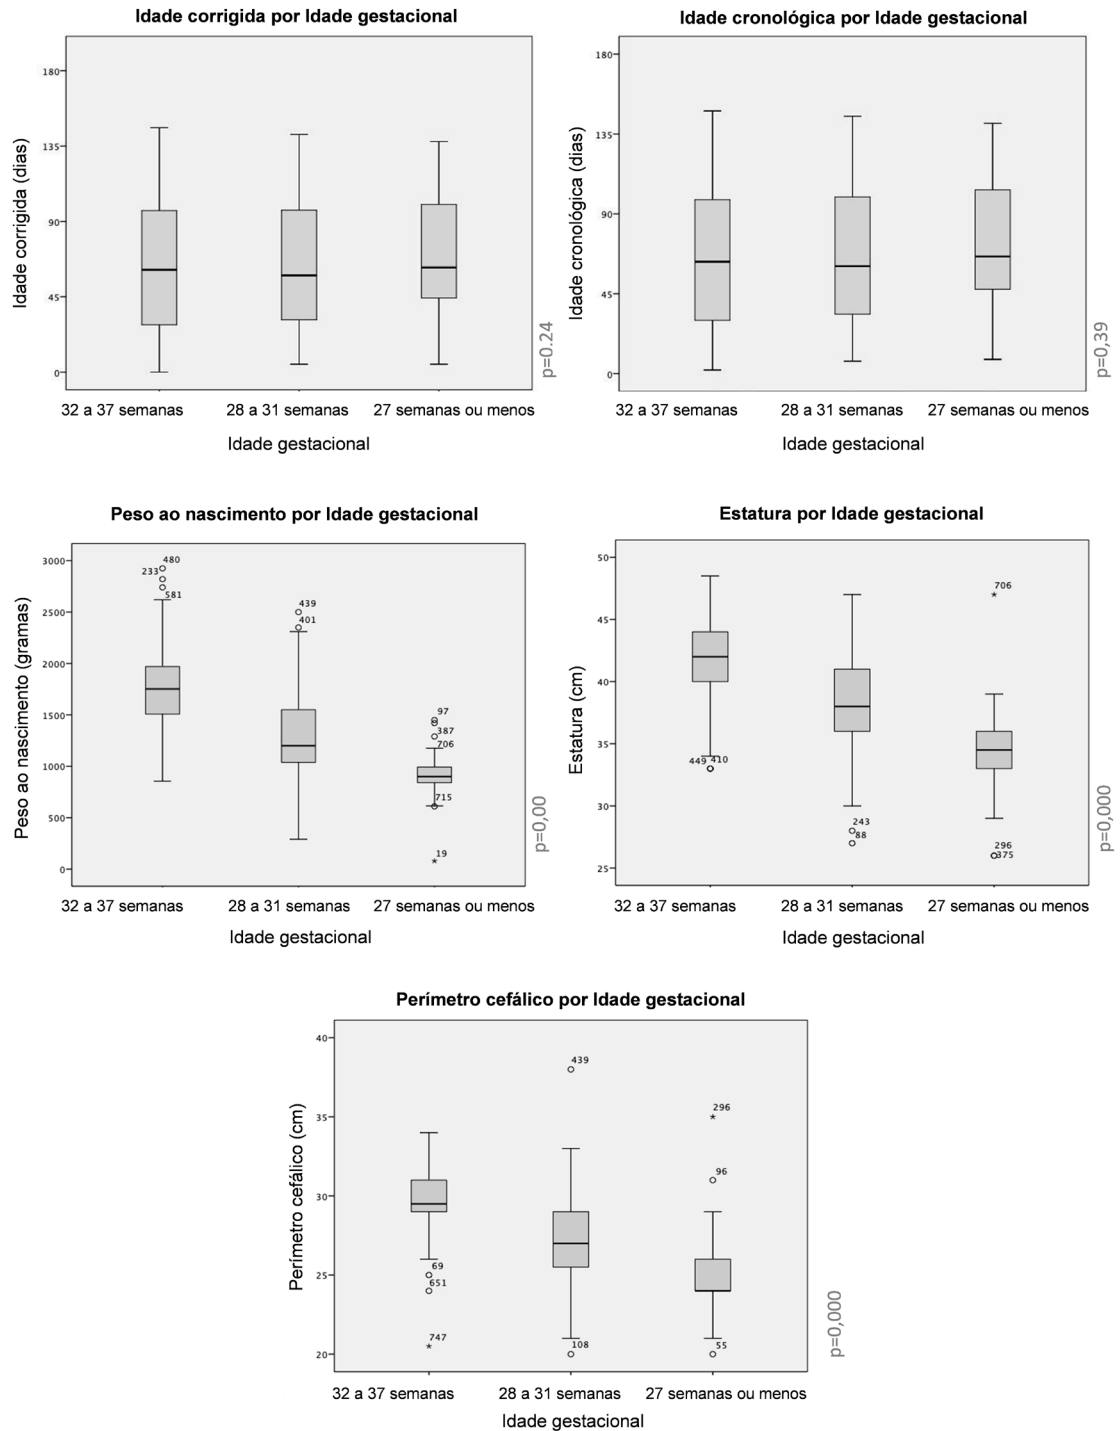 Idade corrigida por Idade gestacional
Idade corrigida (dias)
180
135
90
45
0
p=0.24
32 a 37 semanas 28 a 31 semanas 27 semanas ou menos
Idade gestacional
Idade cronológica por Idade gestacional
Idade cronológica (dias)
180
135
90
45
0
p=0,39
32 a 37 semanas 28 a 31 semanas 27 semanas ou menos
Idade gestacional
Peso ao nascimento por Idade gestacional
Peso ao nascimento (gramas)
3000
2500
2000
1500
1000
500
0
480
233
581
439
401
97
387
706
715
19
p=0,00
32 a 37 semanas 28 a 31 semanas 27 semanas ou menos
Idade gestacional
Estatura por Idade gestacional
Estatura (cm)
50
45
40
35
30
25
449 410
243
88
706
296
375
p=0,000
32 a 37 semanas 28 a 31 semanas 27 semanas ou menos
Idade gestacional
Perímetro cefálico por Idade gestacional
Perímetro cefálico (cm)
40
35
30
25
20
69
651
747
439
108
296
96
55
p=0,000
32 a 37 semanas 28 a 31 semanas 27 semanas ou menos
Idade gestacional